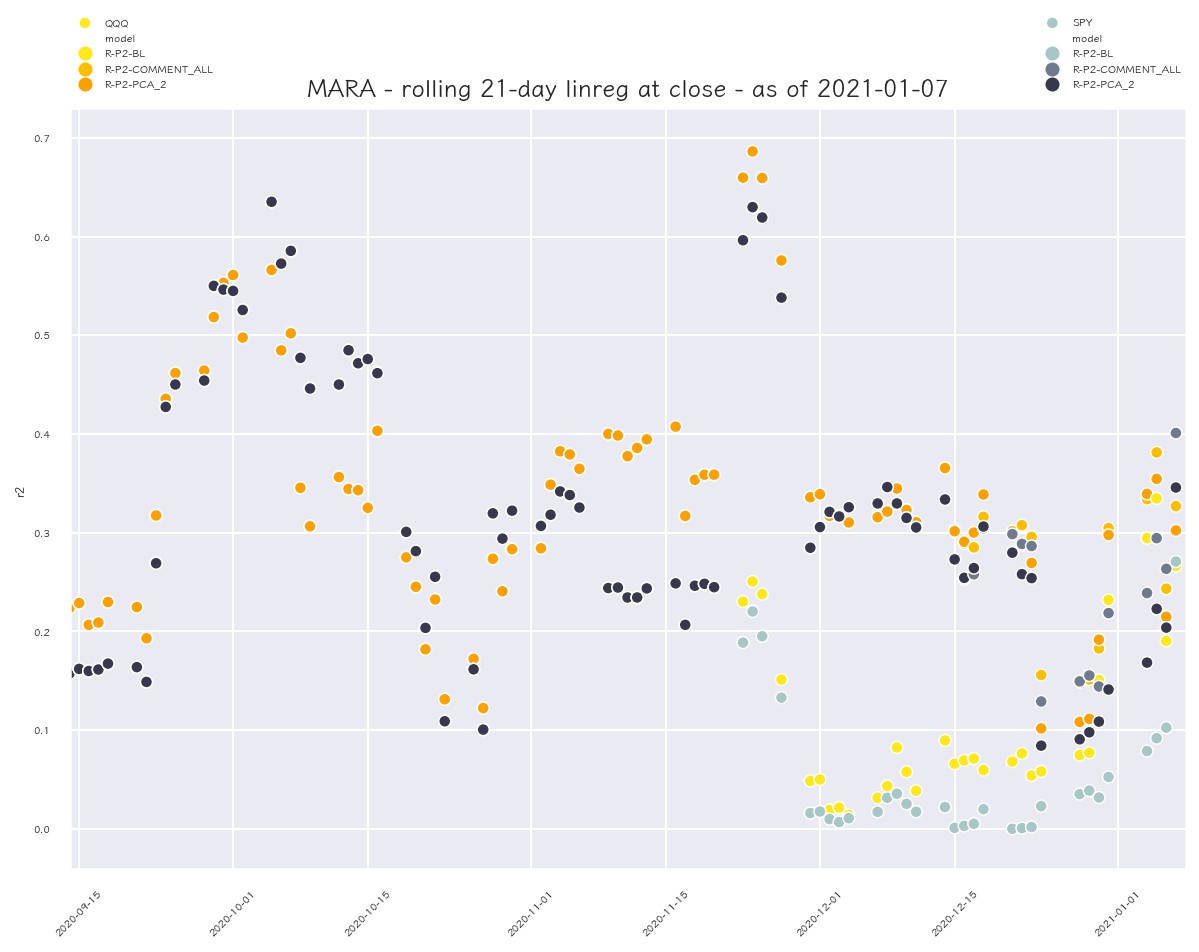 QQQ
model
R-P2-BL
R-P2-COMMENT_ALL
R-P2-PCA_2
SPY
model
R-P2-BL
R-P2-COMMENT_ALL
R-P2-PCA_2
MARA - rolling 21-day linreg at close - as of 2021-01-07
0.7
0.6
0.5
0.4
0.3
0.2
0.1
0.0
r2
2020-09-15
2020-10-01
2020-10-15
2020-11-01
2020-11-15
2020-12-01
2020-12-15
2021-01-01